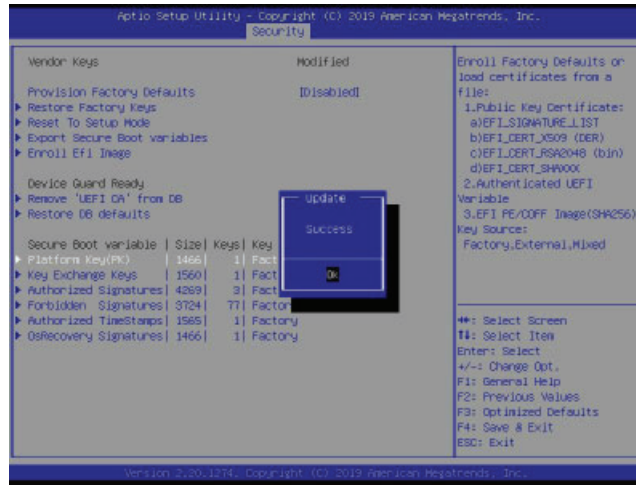 Aptio Setup Utility - Copyright (C) 2019 American Megatrends, Inc.
Security
Vendor Keys Modified
Provision Factory Defaults [Disabled]
Restore Factory Keys
Reset To Setup Mode
Export Secure Boot variables
Enroll Efi Image
Device Guard Ready
Remove 'UEFI CA' from DB
Restore DB defaults
Secure Boot variable | Size| Keys| Key
Platform Key(PK) | 1466| 1| Fact
Key Exchange Keys | 1560| 1| Fact
Authorized Signatures| 4269| 3| Fact
Forbidden Signatures| 3724| 77| Factor
Authorized TimeStamps| 1565| 1| Factory
OsRecovery Signatures| 1466| 1| Factory
Update
Success
Ok
Enroll Factory Defaults or
load certificates from a
file:
1.Public Key Certificate:
a)EFI_SIGNATURE_LIST
b)EFI_CERT_X509 (DER)
c)EFI_CERT_RSA2048 (bin)
d)EFI_CERT_SHAXXX
2.Authenticated UEFI
Variable
3.EFI PE/COFF Image(SHA256)
Key Source:
Factory,External,Mixed
↔: Select Screen
↑↓: Select Item
Enter: Select
+/-: Change Opt.
F1: General Help
F2: Previous Values
F3: Optimized Defaults
F4: Save & Exit
ESC: Exit
Version 2.20.1274. Copyright (C) 2019 American Megatrends, Inc.